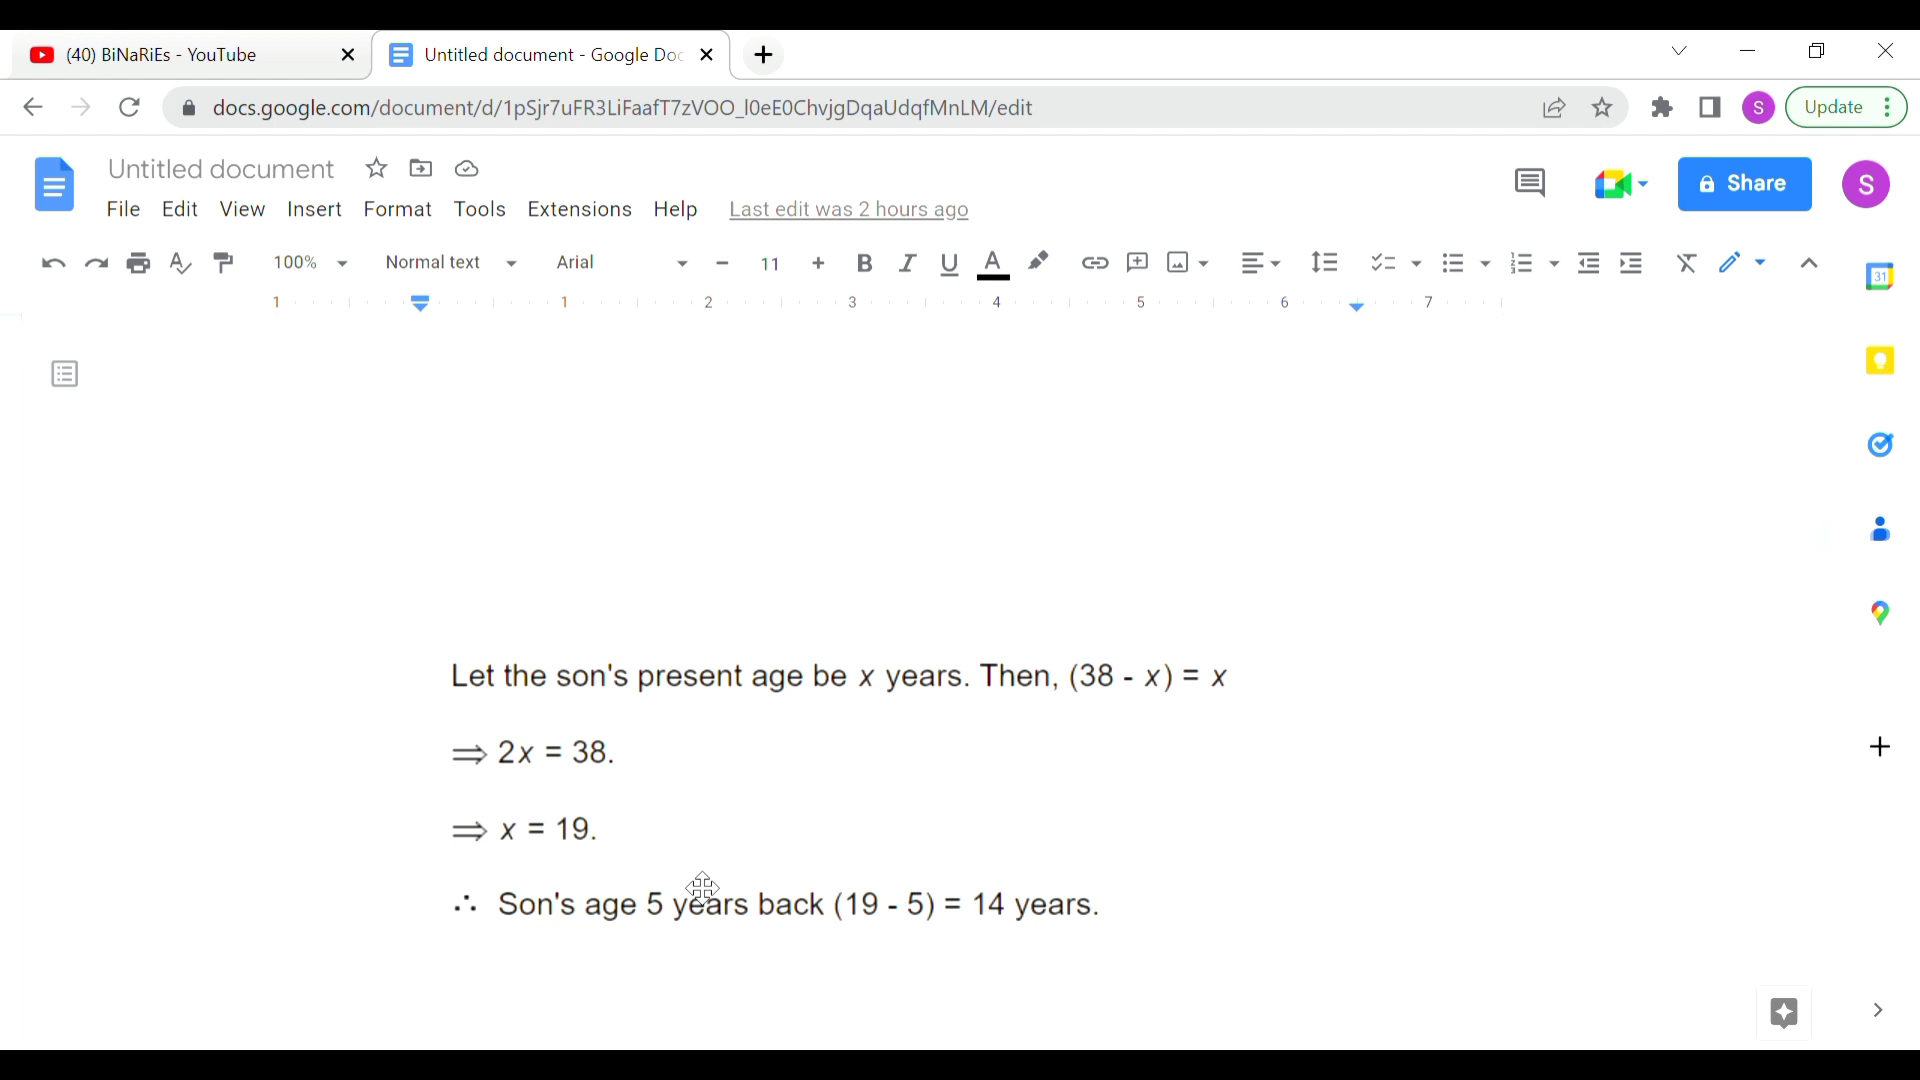 (40) BiNaRiEs - YouTube
Untitled document - Google Doc
docs.google.com/document/d/1pSjr7uFR3LiFaafT7zVOO_l0eE0ChvjgDqaUdqfMnLM/edit
S
Update
Untitled document
Share
S
File Edit View Insert Format Tools Extensions Help Last edit was 2 hours ago
100% Normal text Arial - 11 + B I U A
31
1 1 2 3 4 5 6 7
Let the son's present age be x years. Then, (38 - x) = x
⟹ 2x = 38.
⟹ x = 19.
∴ Son's age 5 years back (19 - 5) = 14 years.